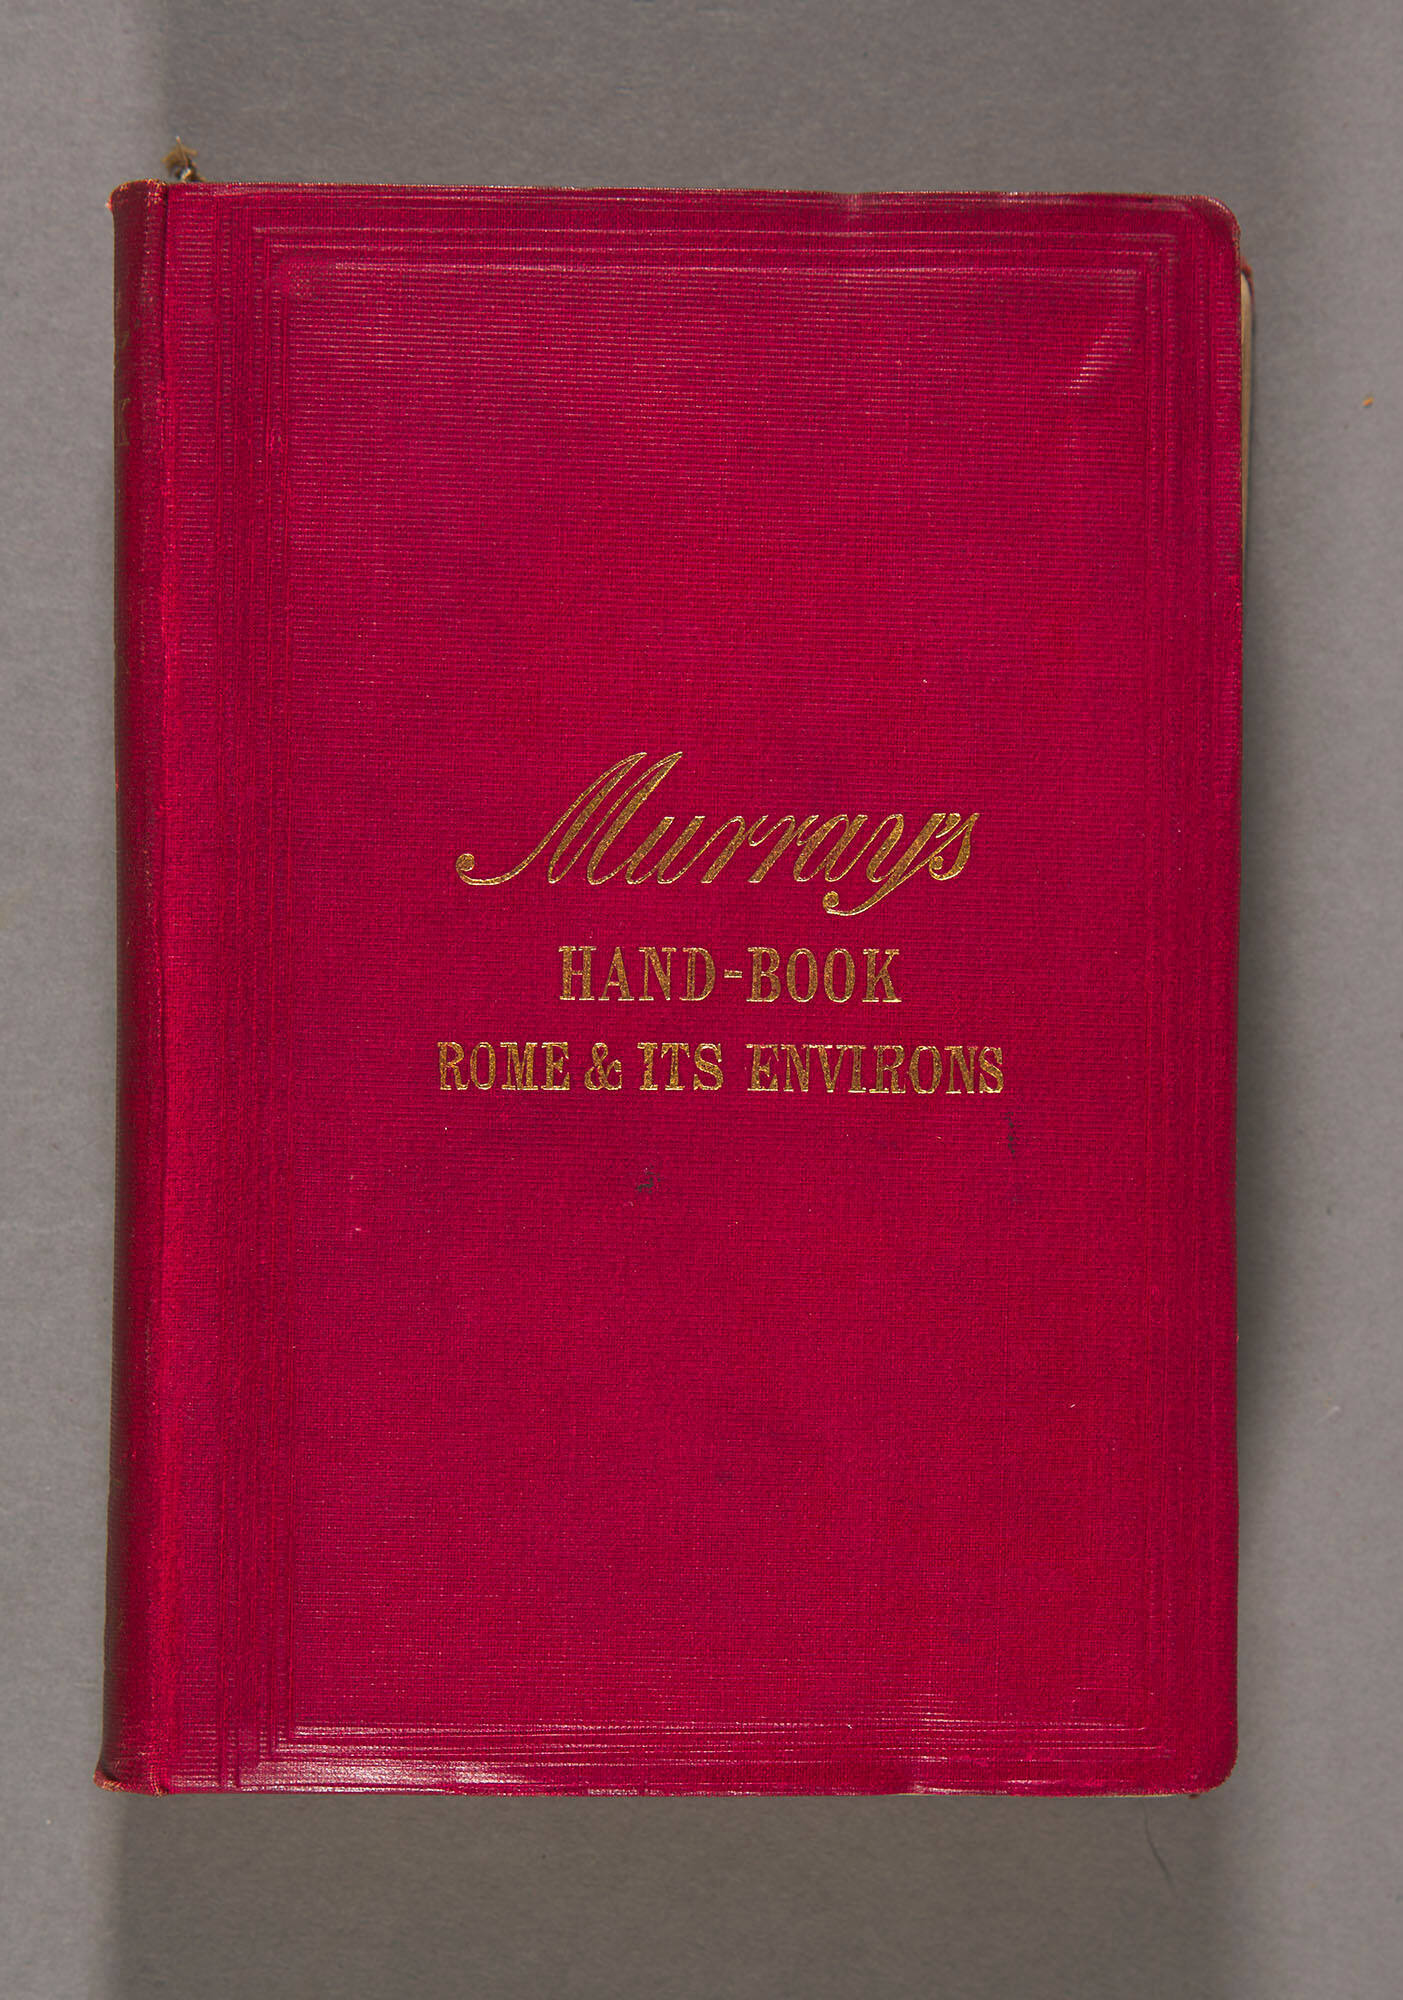 Murray's
HAND-BOOK
ROME & ITS ENVIRONS